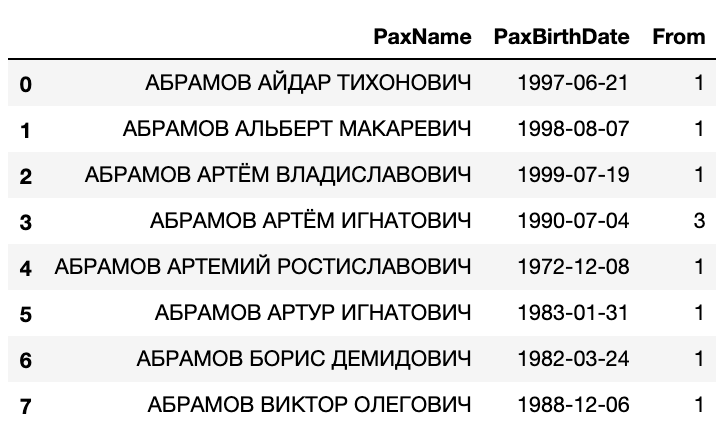 PaxName PaxBirthDate From
0 АБРАМОВ АЙДАР ТИХОНОВИЧ 1997-06-21 1
1 АБРАМОВ АЛЬБЕРТ МАКАРЕВИЧ 1998-08-07 1
2 АБРАМОВ АРТЁМ ВЛАДИСЛАВОВИЧ 1999-07-19 1
3 АБРАМОВ АРТЁМ ИГНАТОВИЧ 1990-07-04 3
4 АБРАМОВ АРТЕМИЙ РОСТИСЛАВОВИЧ 1972-12-08 1
5 АБРАМОВ АРТУР ИГНАТОВИЧ 1983-01-31 1
6 АБРАМОВ БОРИС ДЕМИДОВИЧ 1982-03-24 1
7 АБРАМОВ ВИКТОР ОЛЕГОВИЧ 1988-12-06 1